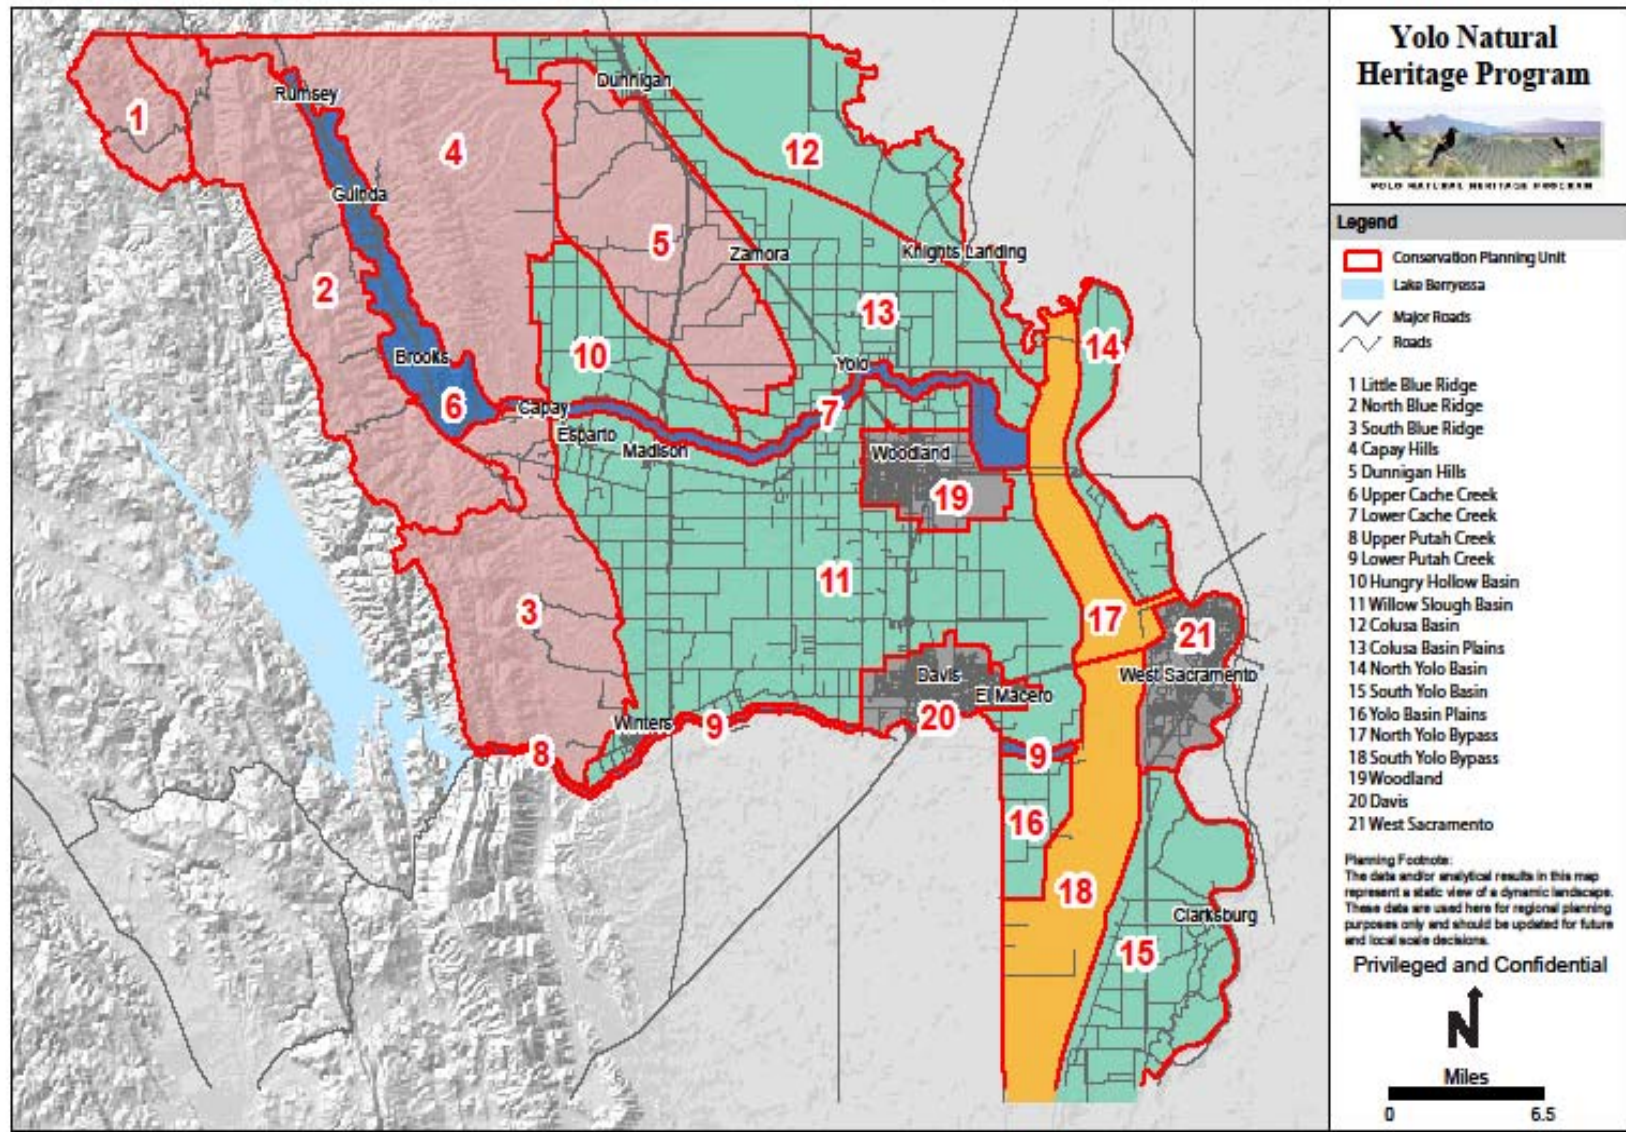 Yolo Natural
Heritage Program
YOLO NATURAL HERITAGE PROGRAM
Legend
Conservation Planning Unit
Lake Berryessa
Major Roads
Roads
1 Little Blue Ridge
2 North Blue Ridge
3 South Blue Ridge
4 Capay Hills
5 Dunnigan Hills
6 Upper Cache Creek
7 Lower Cache Creek
8 Upper Putah Creek
9 Lower Putah Creek
10 Hungry Hollow Basin
11 Willow Slough Basin
12 Colusa Basin
13 Colusa Basin Plains
14 North Yolo Basin
15 South Yolo Basin
16 Yolo Basin Plains
17 North Yolo Bypass
18 South Yolo Bypass
19 Woodland
20 Davis
21 West Sacramento
Planning Footnote:
The data and/or analytical results in this map
represent a static view of a dynamic landscape.
These data are used here for regional planning
purposes only and should be updated for future
and local scale decisions.
Privileged and Confidential
N
Miles
0 6.5
Dunnigan
Rumsey
1
4
12
Guinda
5
Zamora
Knights Landing
2
13
10
14
Brooks
Yolo
6
Capay
7
Esparto
Madison
Woodland
19
11
3
17
21
Davis
West Sacramento
El Macero
Winters
9
20
8
9
16
18
Clarksburg
15